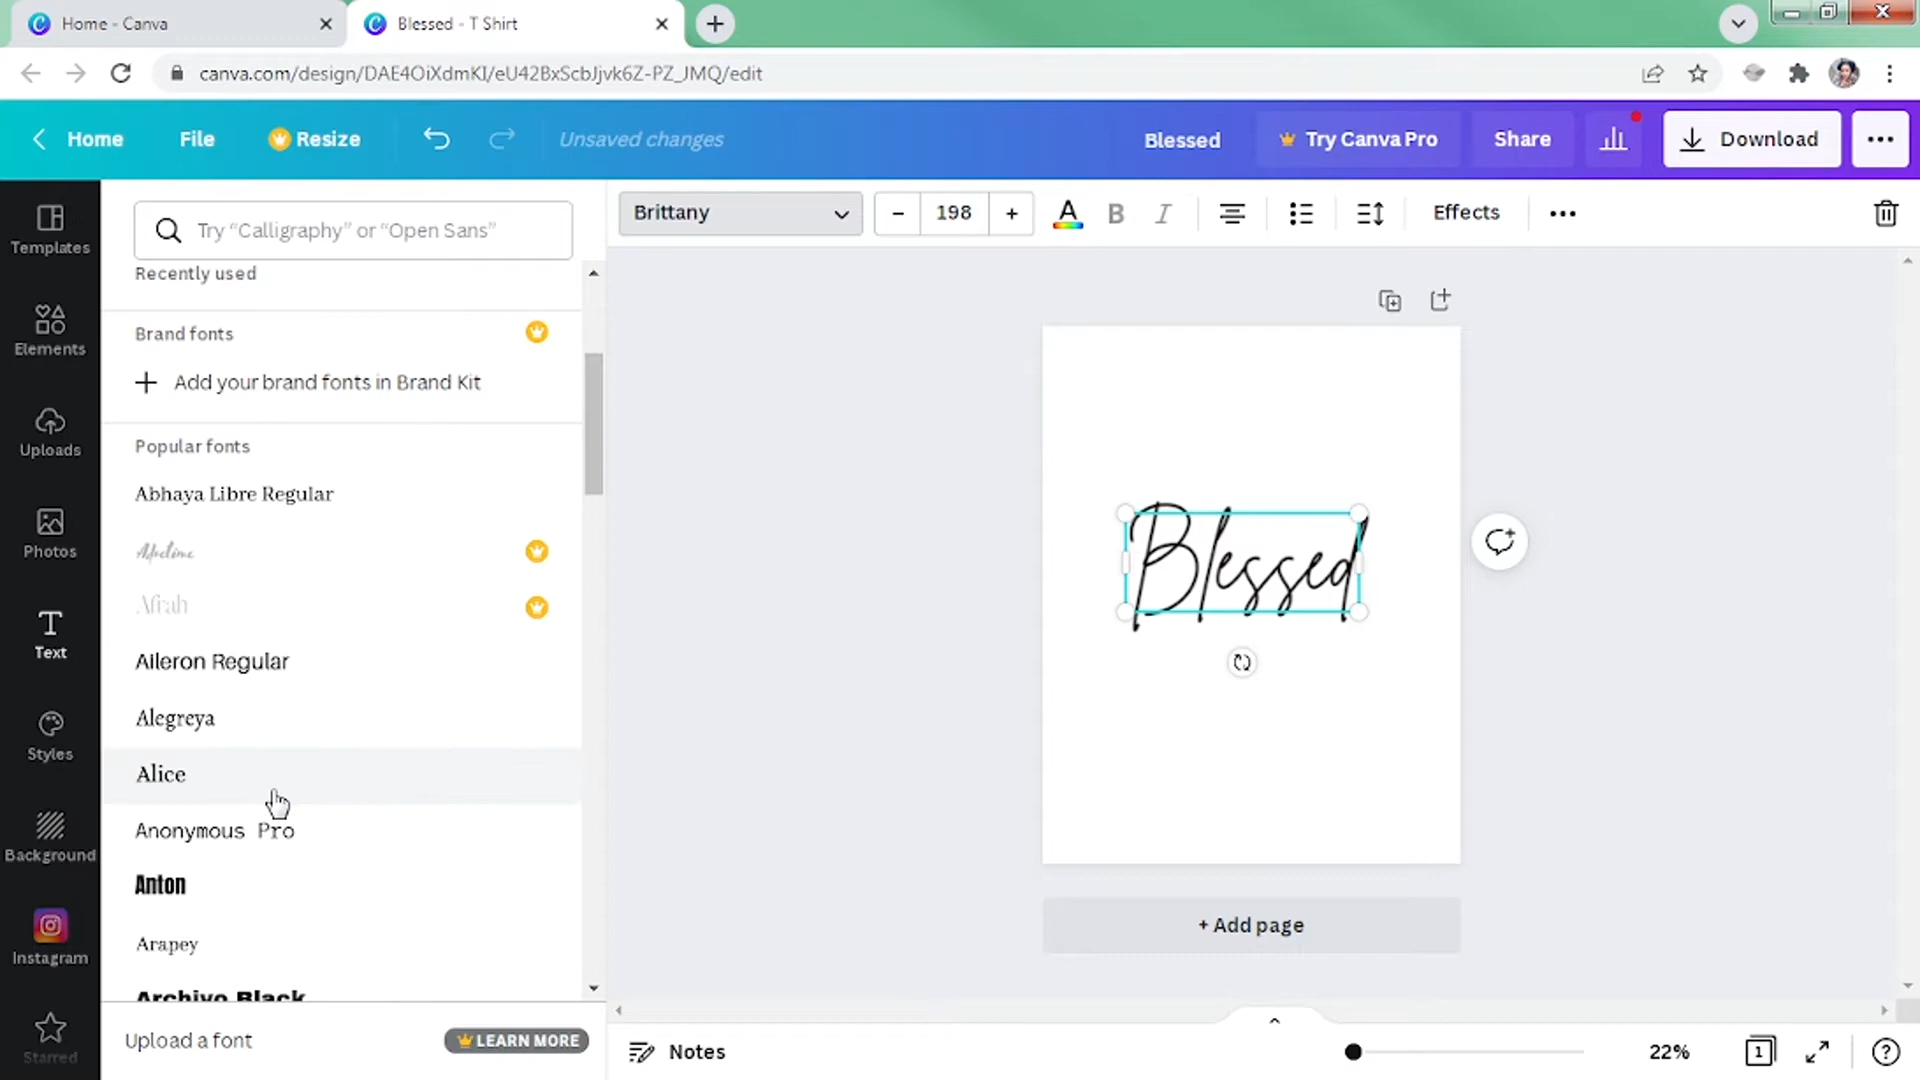 Home - Canva
Blessed - T Shirt
canva.com/design/DAE4OiXdmKI/eU42BxScbJjvk6Z-PZ_JMQ/edit
Home
File
Resize
Unsaved changes
Blessed
Try Canva Pro
Share
Download
Templates
Elements
Uploads
Photos
Text
Styles
Background
Instagram
Starred
Try “Calligraphy” or “Open Sans”
Recently used
Brand fonts
Add your brand fonts in Brand Kit
Popular fonts
Abhaya Libre Regular
Adeline
Afrah
Aileron Regular
Alegreya
Alice
Anonymous Pro
Anton
Arapey
Archivo Black
Upload a font
LEARN MORE
Brittany
– 198 +
A B I
Effects
Blessed
+ Add page
Notes
22%
1
?